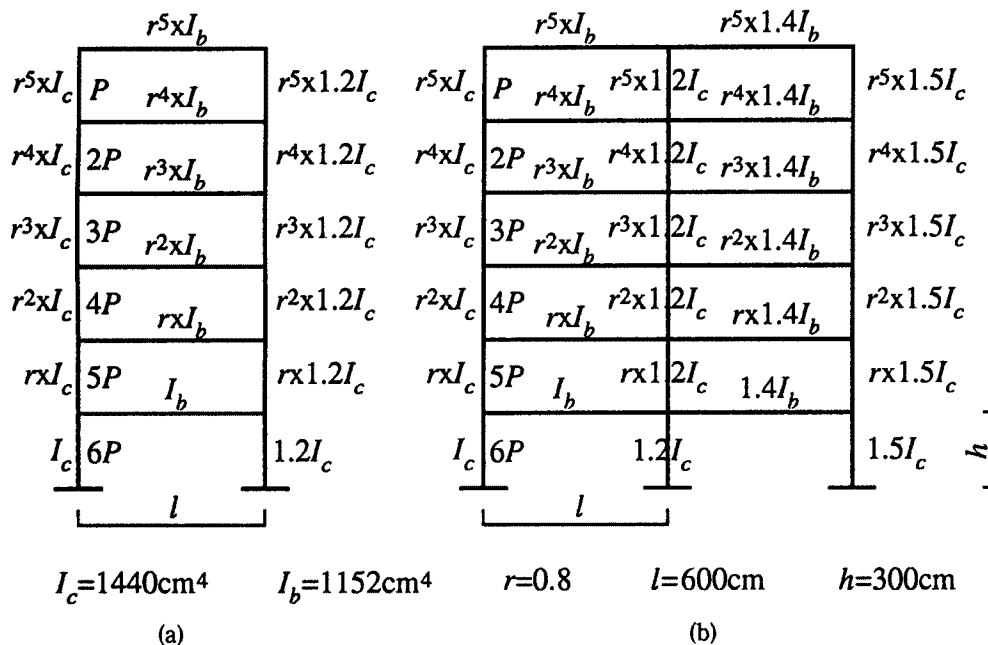 r⁵xI_b r⁵xI_b r⁵x1.4I_b
r⁵xI_c P r⁴xI_b r⁵x1.2I_c r⁵xI_c P r⁴xI_b r⁵x1.2I_c r⁴x1.4I_b r⁵x1.5I_c
r⁴xI_c 2P r³xI_b r⁴x1.2I_c r⁴xI_c 2P r³xI_b r⁴x1.2I_c r³x1.4I_b r⁴x1.5I_c
r³xI_c 3P r²xI_b r³x1.2I_c r³xI_c 3P r²xI_b r³x1.2I_c r²x1.4I_b r³x1.5I_c
r²xI_c 4P rxI_b r²x1.2I_c r²xI_c 4P rxI_b r²x1.2I_c rx1.4I_b r²x1.5I_c
rxI_c 5P I_b rx1.2I_c rxI_c 5P I_b rx1.2I_c 1.4I_b rx1.5I_c
I_c 6P 1.2I_c I_c 6P 1.2I_c 1.5I_c h
l l
I_c=1440cm⁴ I_b=1152cm⁴ r=0.8 l=600cm h=300cm
(a) (b)